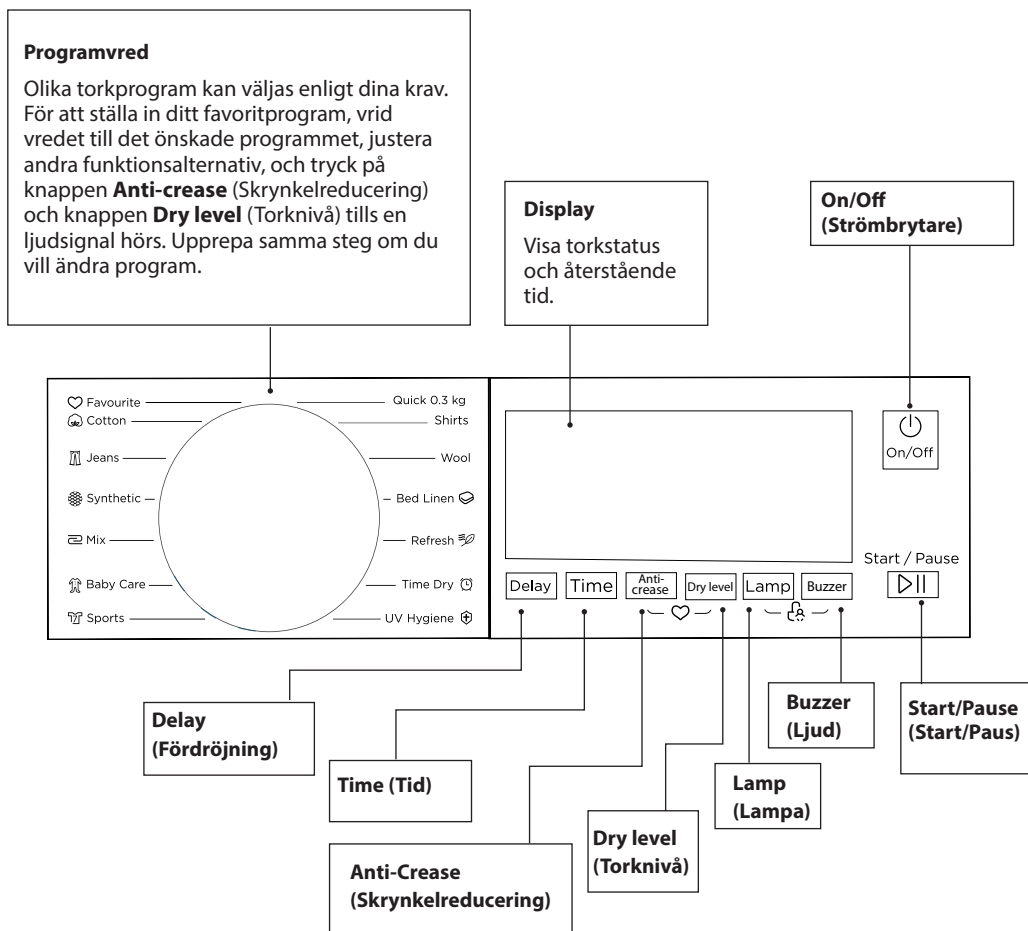 Programvred
Olika torkprogram kan väljas enligt dina krav.
För att ställa in ditt favoritprogram, vrid
vredet till det önskade programmet, justera
andra funktionsalternativ, och tryck på
knappen Anti-crease (Skrynkelreducering)
och knappen Dry level (Torknivå) tills en
ljudsignal hörs. Upprepa samma steg om du
vill ändra program.
Display
Visa torkstatus
och återstående
tid.
On/Off
(Strömbrytare)
Favourite
Cotton
Jeans
Synthetic
Mix
Baby Care
Sports
Quick 0.3 kg
Shirts
Wool
Bed Linen
Refresh
Time Dry
UV Hygiene
On/Off
Start / Pause
Delay
Time
Anti-
crease
Dry level
Lamp
Buzzer
Delay
(Fördröjning)
Time (Tid)
Anti-Crease
(Skrynkelreducering)
Dry level
(Torknivå)
Lamp
(Lampa)
Buzzer
(Ljud)
Start/Pause
(Start/Paus)